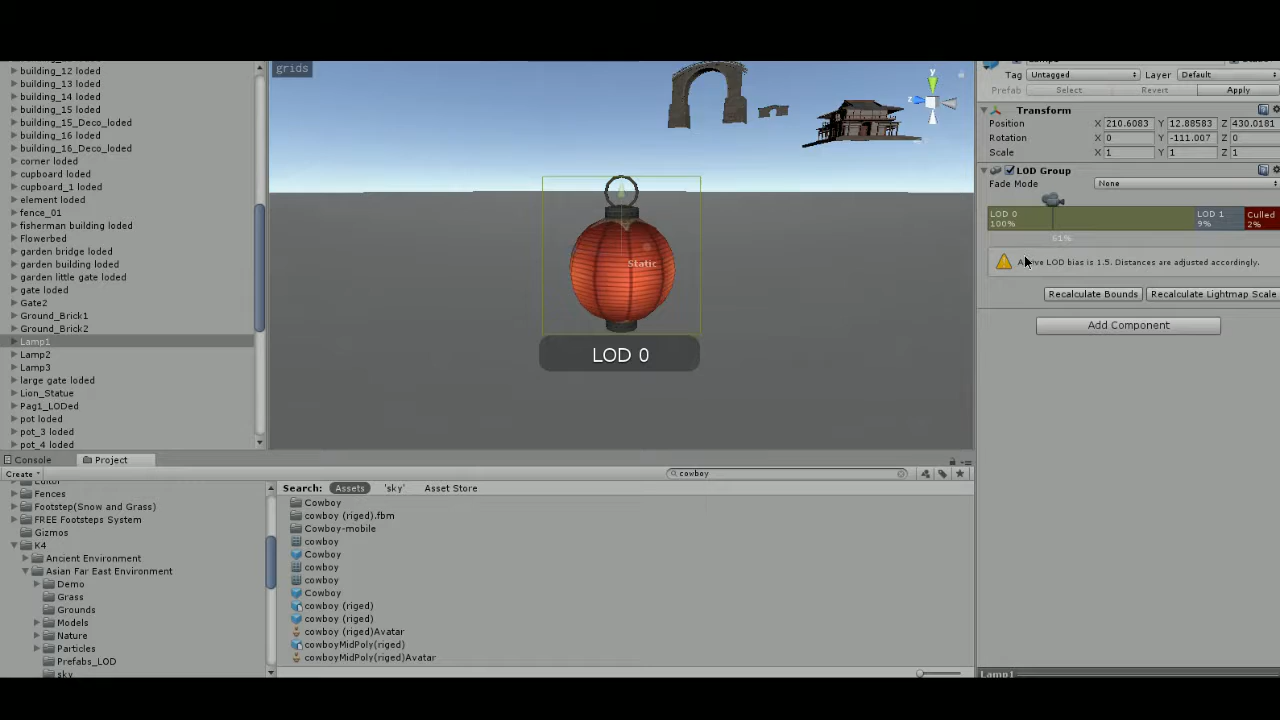 building_12 loded
building_13 loded
building_14 loded
building_15 loded
building_15_Deco_loded
building_16 loded
building_16_Deco_loded
corner loded
cupboard loded
cupboard_1 loded
element loded
fence_01
fisherman building loded
Flowerbed
garden bridge loded
garden building loded
garden little gate loded
gate loded
Gate2
Ground_Brick1
Ground_Brick2
Lamp1
Lamp2
Lamp3
large gate loded
Lion_Statue
Pag1_LODed
pot loded
pot_3 loded
pot_4 loded
grids
y
z
Static
LOD 0
Tag Untagged Layer Default
Prefab Select Revert Apply
Transform
Position X 210.6083 Y 12.88583 Z 430.0181
Rotation X 0 Y -111.007 Z 0
Scale X 1 Y 1 Z 1
LOD Group
Fade Mode None
LOD 0 LOD 1 Culled
100% 9% 2%
61%
LOD bias is 1.5. Distances are adjusted accordingly.
Recalculate Bounds Recalculate Lightmap Scale
Add Component
Console Project
Create cowboy
Editor
Fences
Footstep(Snow and Grass)
FREE Footsteps System
Gizmos
K4
Ancient Environment
Asian Far East Environment
Demo
Grass
Grounds
Models
Nature
Particles
Prefabs_LOD
sky
Search: Assets 'sky' Asset Store
Cowboy
cowboy (riged).fbm
Cowboy-mobile
cowboy
Cowboy
cowboy
cowboy
Cowboy
cowboy (riged)
cowboy (riged)
cowboy (riged)Avatar
cowboyMidPoly(riged)
cowboyMidPoly(riged)Avatar
Lamp1